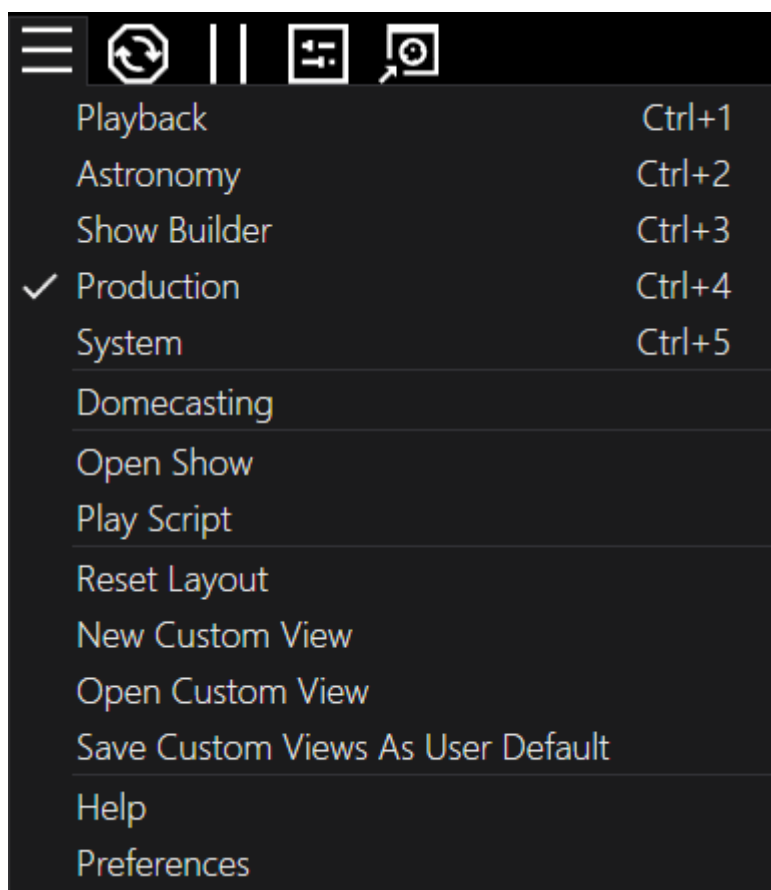 Playback Ctrl+1
Astronomy Ctrl+2
Show Builder Ctrl+3
Production Ctrl+4
System Ctrl+5
Domecasting
Open Show
Play Script
Reset Layout
New Custom View
Open Custom View
Save Custom Views As User Default
Help
Preferences